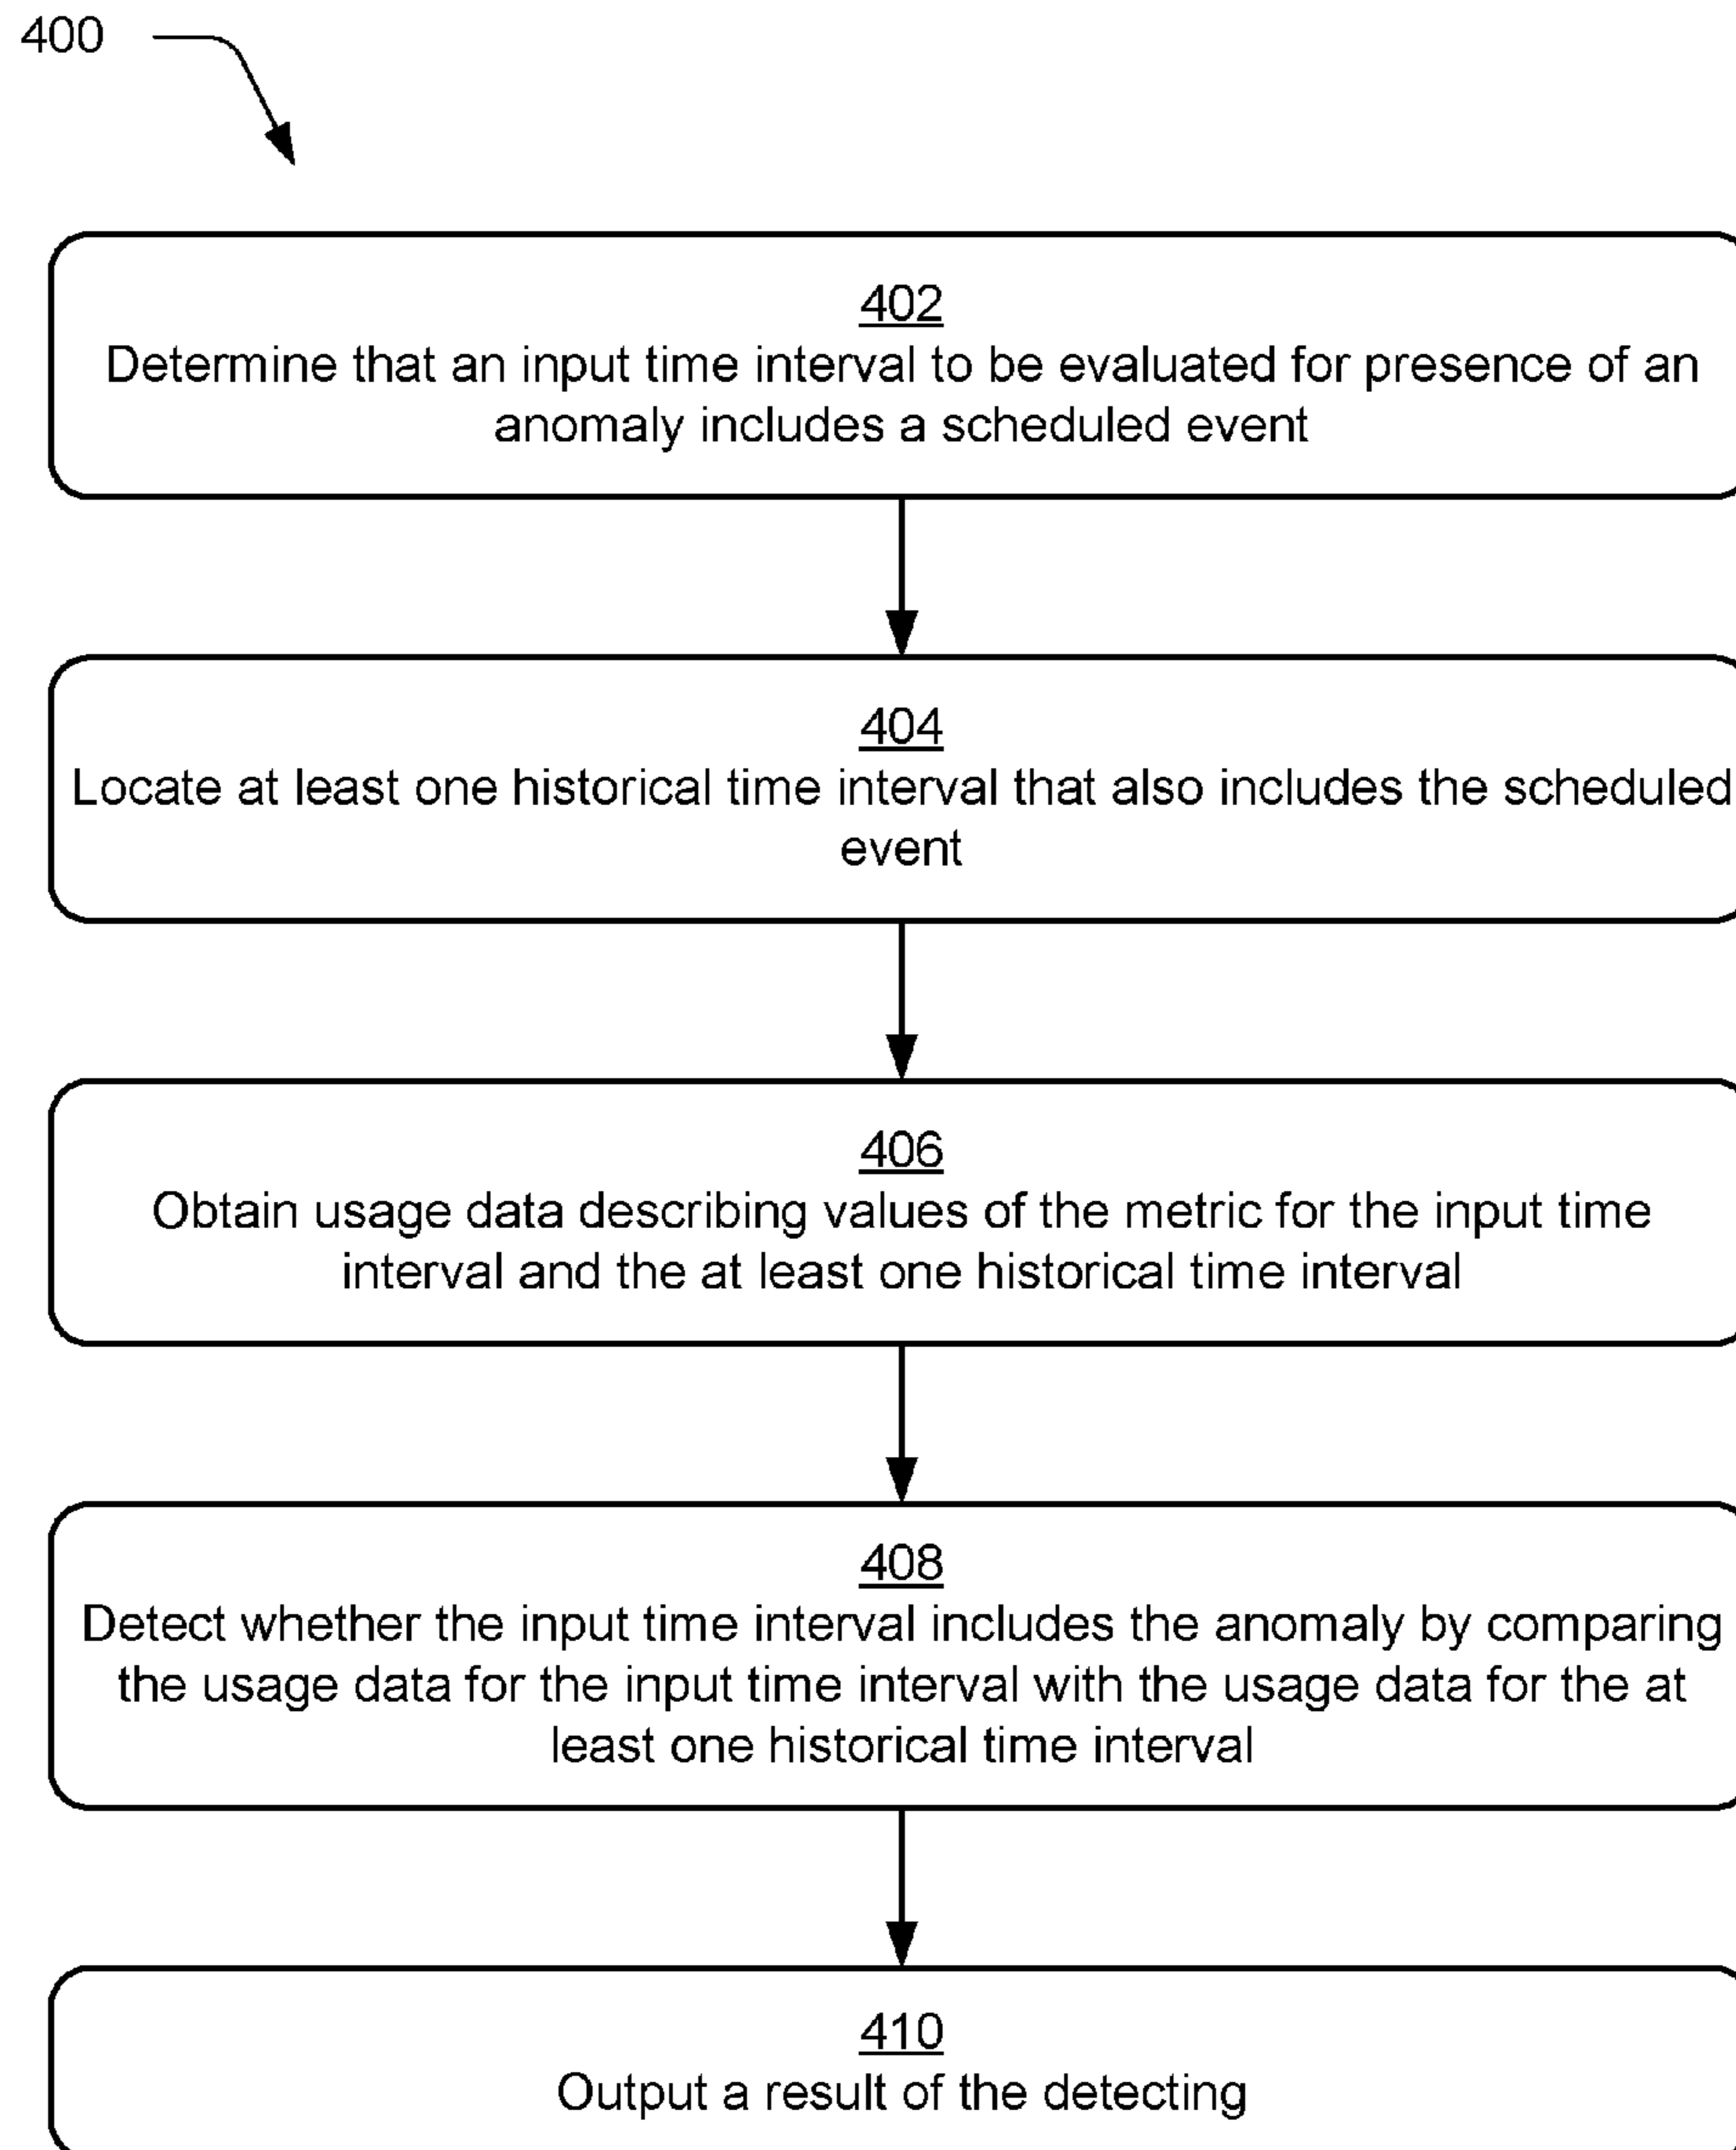 400
402
Determine that an input time interval to be evaluated for presence of an
anomaly includes a scheduled event
404
Locate at least one historical time interval that also includes the scheduled
event
406
Obtain usage data describing values of the metric for the input time
interval and the at least one historical time interval
408
Detect whether the input time interval includes the anomaly by comparing
the usage data for the input time interval with the usage data for the at
least one historical time interval
410
Output a result of the detecting